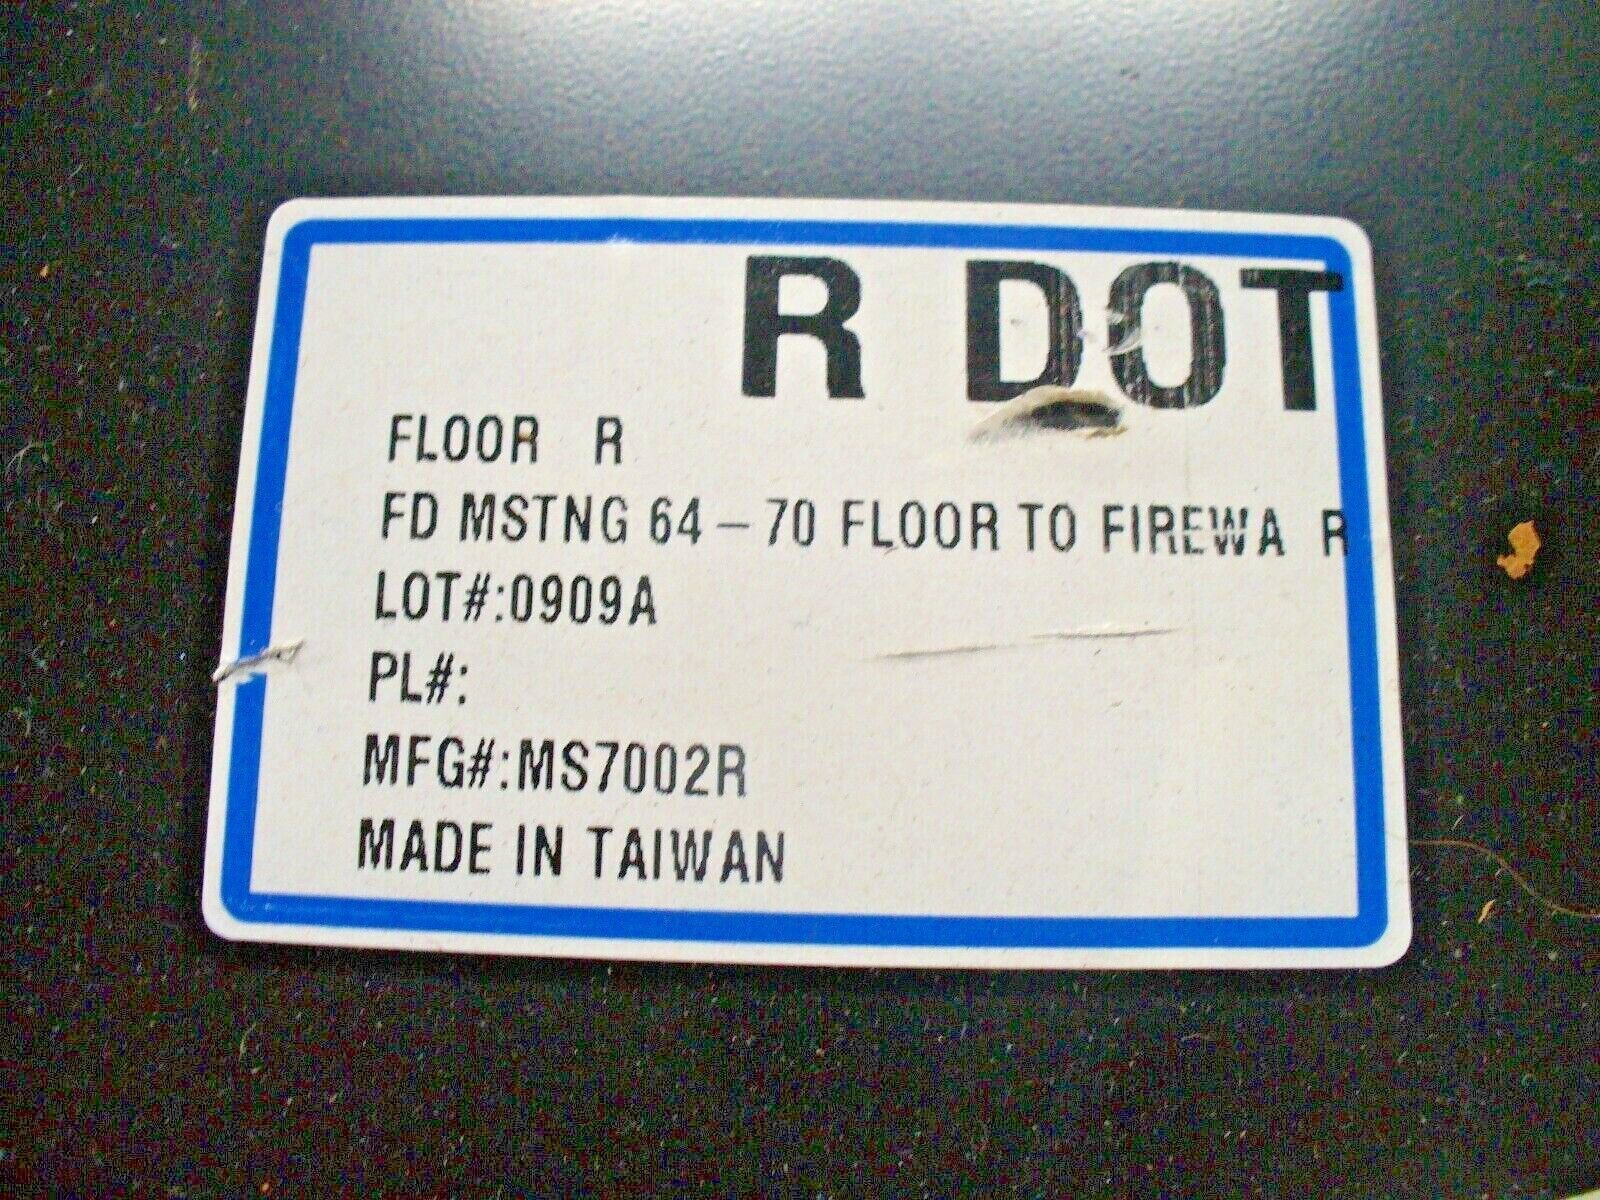 R DOT
FLOOR R
FD MSTNG 64-70 FLOOR TO FIREWA R
LOT#:0909A
PL#:
MFG#:MS7002R
MADE IN TAIWAN